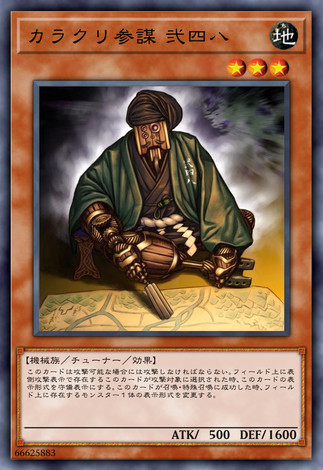 カラクリ参謀 弐四八
地
【機械族／チューナー／効果】
このカードは攻撃可能な場合には攻撃しなければならない。フィールド上に表
側攻撃表示で存在するこのカードが攻撃対象に選択された時、このカードの表
示形式を守備表示にする。このカードが召喚・特殊召喚に成功した時、フィール
ド上に存在するモンスター１体の表示形式を変更する。
ATK/ 500 DEF/1600
66625883